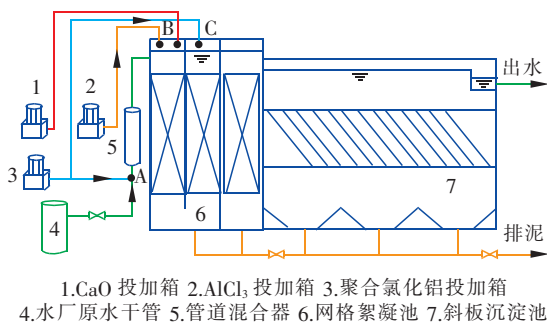 B C
1 2 出水
5
3 A
7
6
4 排泥
1.CaO 投加箱 2.AlCl₃ 投加箱 3.聚合氯化铝投加箱
4.水厂原水干管 5.管道混合器 6.网格絮凝池 7.斜板沉淀池